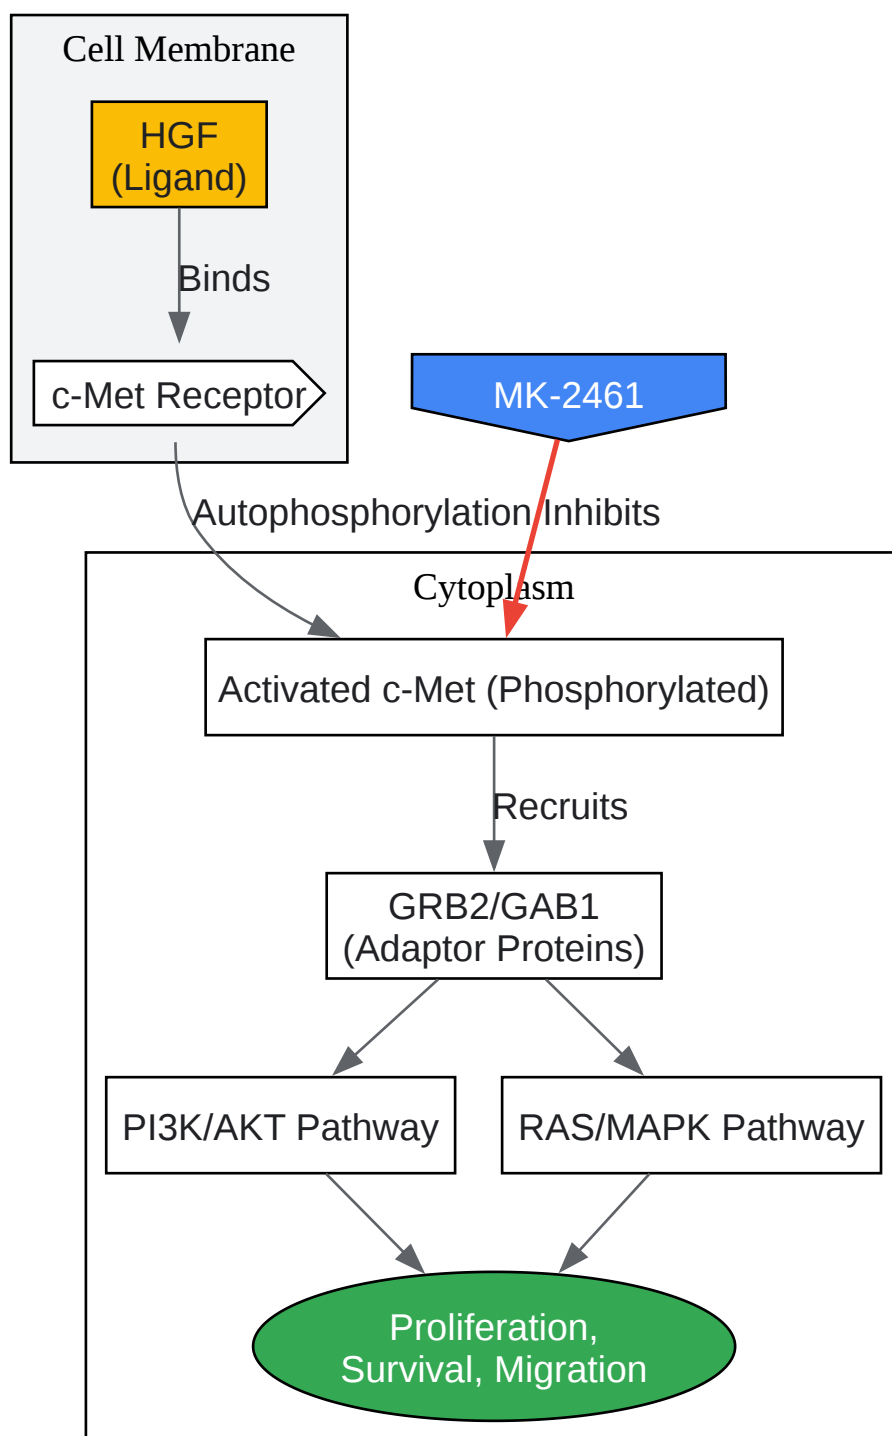 Cell Membrane
HGF
(Ligand)
Binds
c-Met Receptor
MK-2461
Autophosphorylation
Inhibits
Cytoplasm
Activated c-Met (Phosphorylated)
Recruits
GRB2/GAB1
(Adaptor Proteins)
PI3K/AKT Pathway
RAS/MAPK Pathway
Proliferation,
Survival, Migration